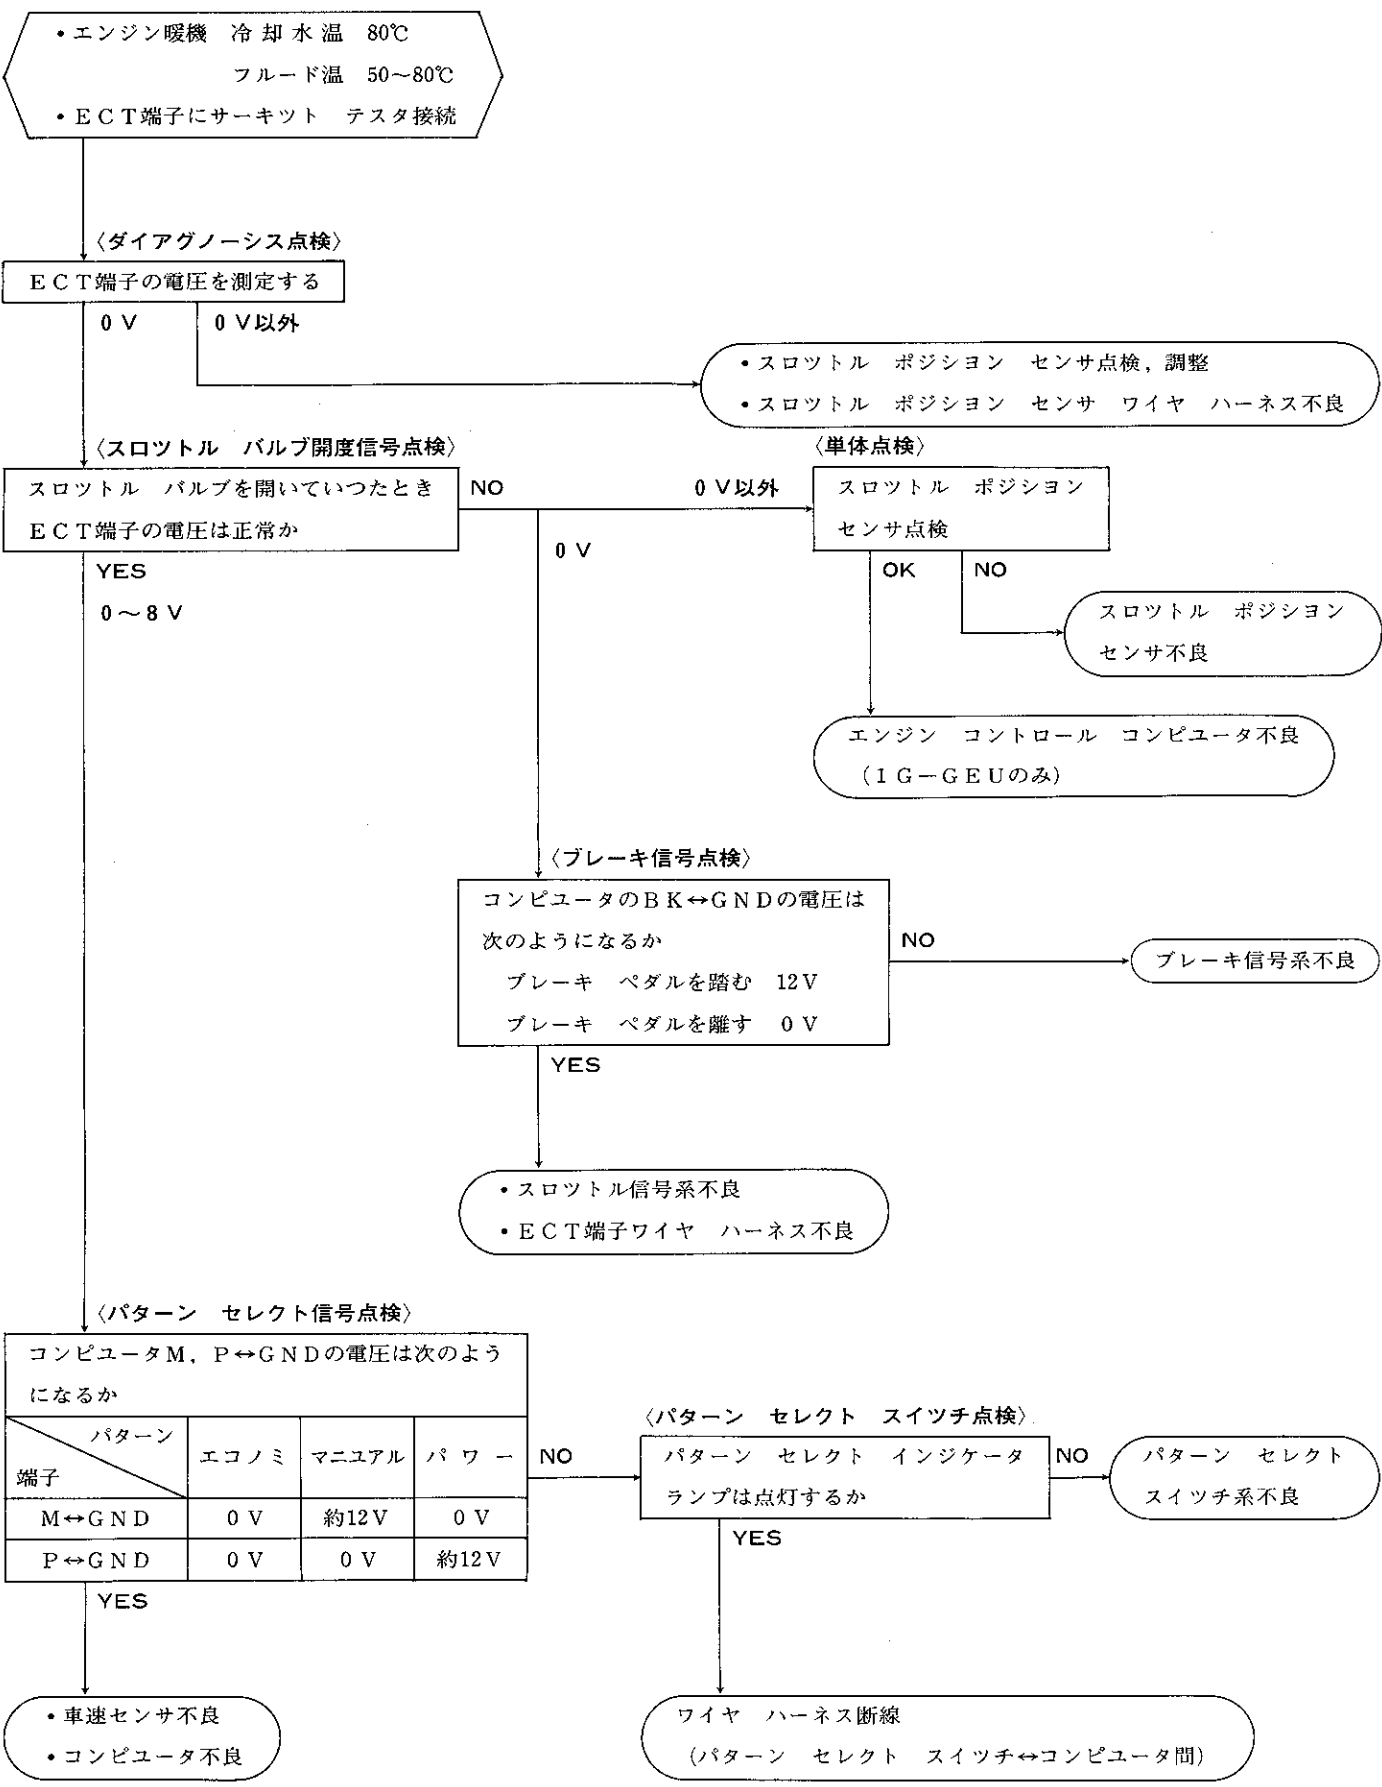 ・エンジン暖機 冷却水温 80℃
フルード温 50～80℃
・ECT端子にサーキツト テスタ接続
〈ダイアグノーシス点検〉
ECT端子の電圧を測定する
0 V 0 V以外
・スロツトル ポジシヨン センサ点検，調整
・スロツトル ポジシヨン センサ ワイヤ ハーネス不良
〈スロツトル バルブ開度信号点検〉
スロツトル バルブを開いていつたとき
ECT端子の電圧は正常か
NO
0 V以外
〈単体点検〉
スロツトル ポジシヨン
センサ点検
0 V
YES
0～8 V
OK
NO
スロツトル ポジシヨン
センサ不良
エンジン コントロール コンピユータ不良
（1G－GEUのみ）
〈ブレーキ信号点検〉
コンピユータのBK↔GNDの電圧は
次のようになるか
ブレーキ ペダルを踏む 12V
ブレーキ ペダルを離す 0 V
NO
ブレーキ信号系不良
YES
・スロツトル信号系不良
・ECT端子ワイヤ ハーネス不良
〈パターン セレクト信号点検〉
コンピユータM，P↔GNDの電圧は次のよう
になるか
パターン
端子
エコノミ マニユアル パワー
M↔GND 0 V 約12V 0 V
P↔GND 0 V 0 V 約12V
NO
〈パターン セレクト スイツチ点検〉
パターン セレクト インジケータ
ランプは点灯するか
NO
パターン セレクト
スイツチ系不良
YES
YES
・車速センサ不良
・コンピユータ不良
ワイヤ ハーネス断線
（パターン セレクト スイツチ↔コンピユータ間）